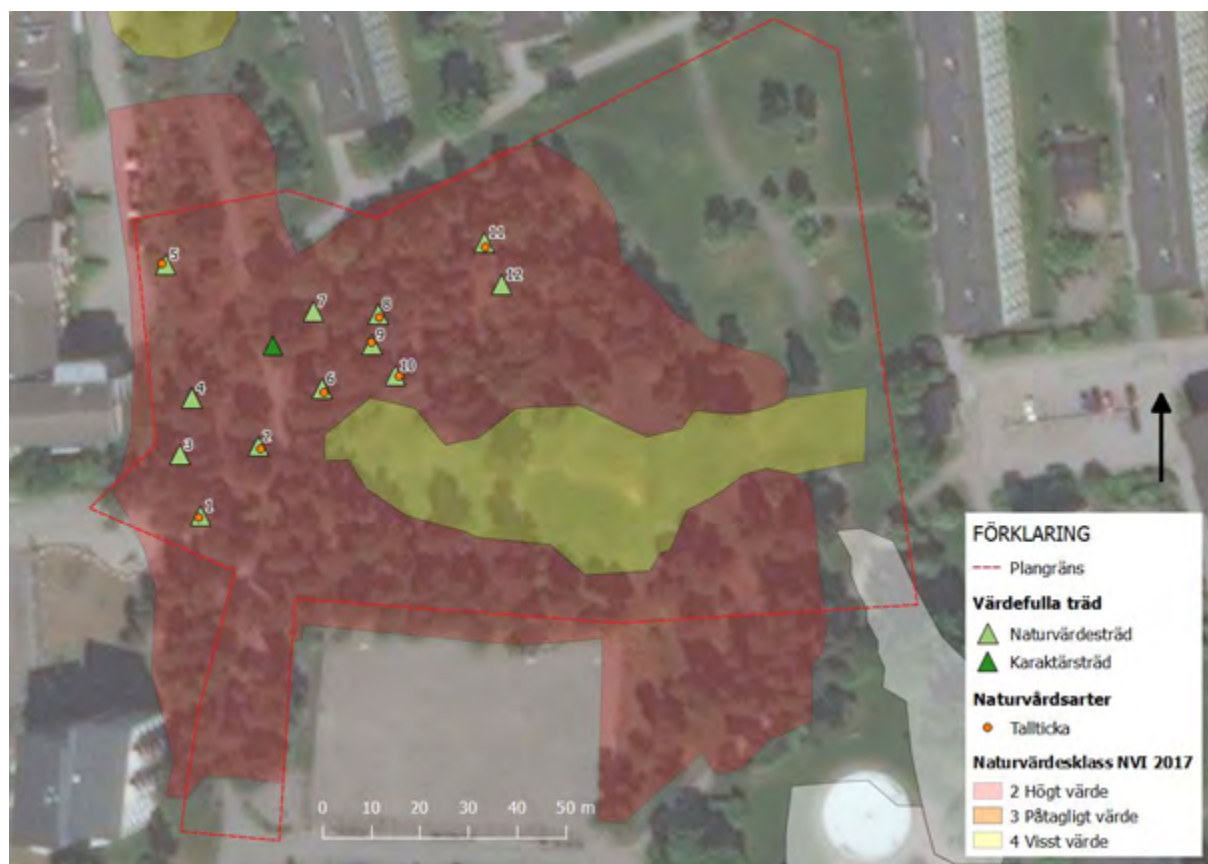 11
12
5
7
8
9
10
6
4
2
3
1
FÖRKLARING
Plangräns
Värdefulla träd
Naturvärdesträd
Karaktärsträd
Naturvårdsarter
Tallticka
Naturvärdesklass NVI 2017
2 Högt värde
3 Påtagligt värde
4 Visst värde
0 10 20 30 40 50 m